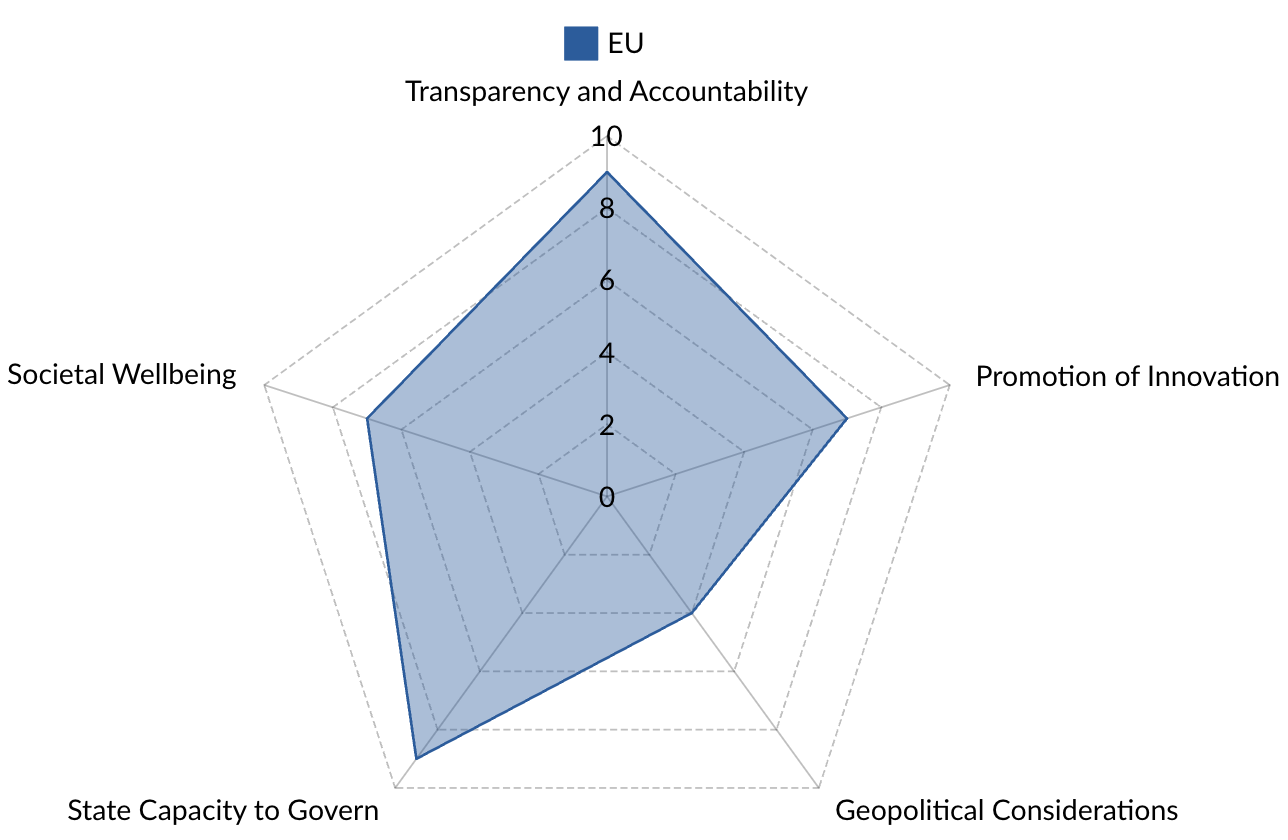 EU
Transparency and Accountability
10
8
6
4
2
0
Societal Wellbeing
Promotion of Innovation
State Capacity to Govern
Geopolitical Considerations